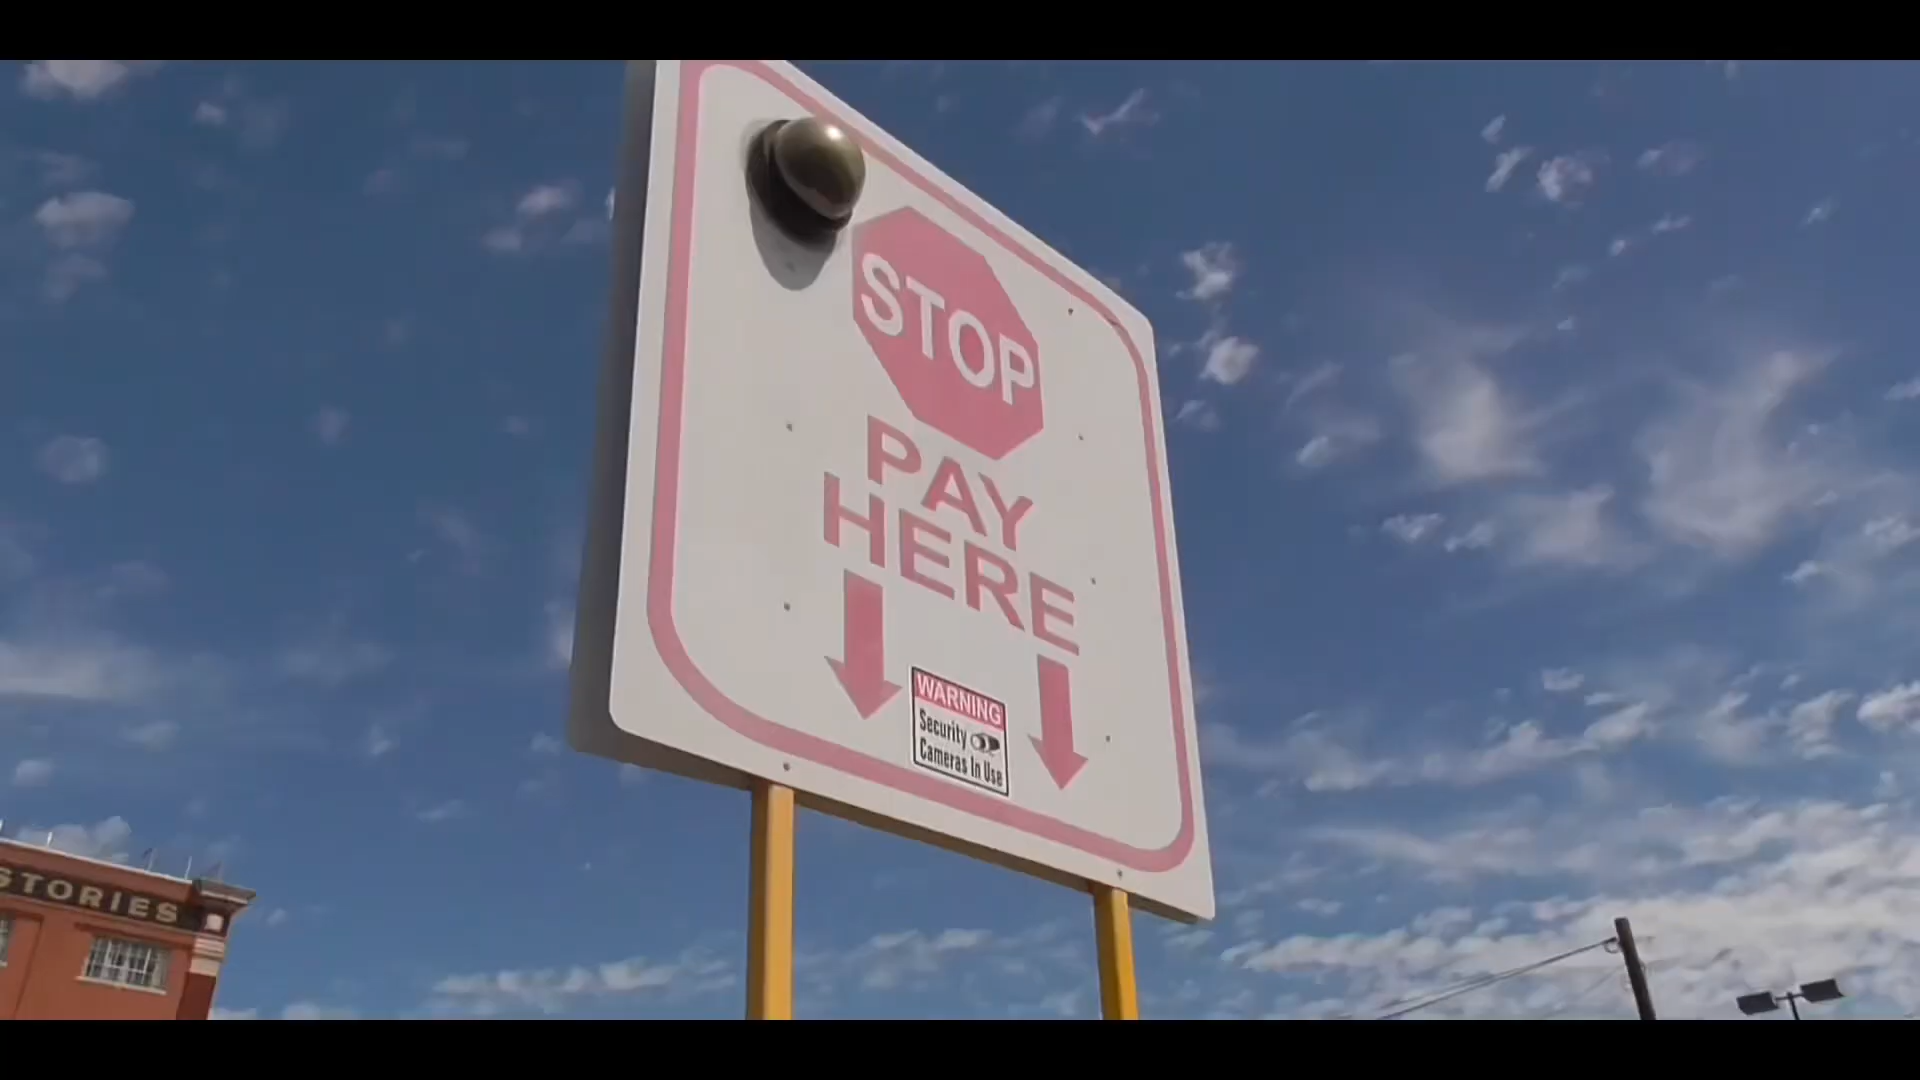 STOP
PAY
HERE
WARNING
Security
Cameras In Use
STORIES